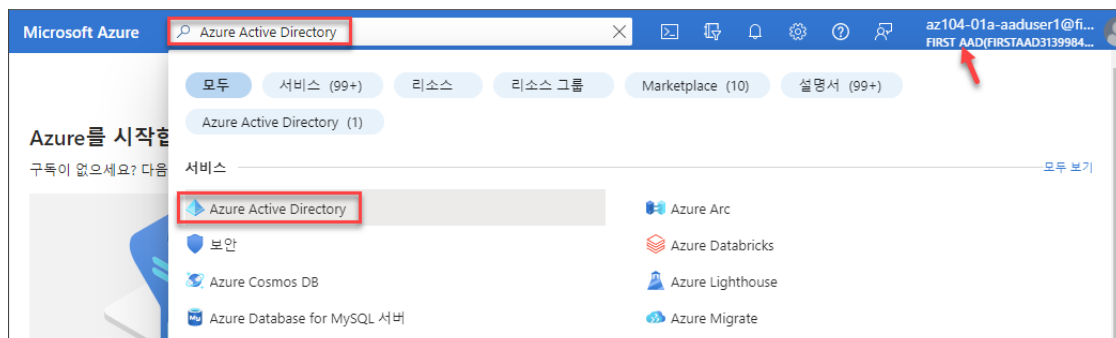 Microsoft Azure
Azure Active Directory
az104-01a-aaduser1@fi...
FIRST AAD(FIRSTAAD3139984...
모두
서비스 (99+)
리소스
리소스 그룹
Marketplace (10)
설명서 (99+)
Azure Active Directory (1)
Azure를 시작합
구독이 없으세요? 다음
서비스
모두 보기
Azure Active Directory
Azure Arc
보안
Azure Databricks
Azure Cosmos DB
Azure Lighthouse
Azure Database for MySQL 서버
Azure Migrate